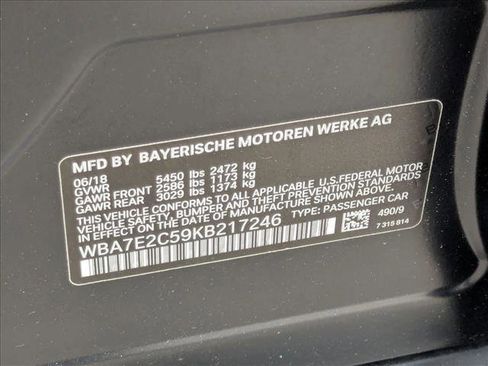 MFD BY BAYERISCHE MOTOREN WERKE AG
06/18 5450 lbs 2472 kg
GVWR 2586 lbs 1173 kg
GAWR FRONT 3029 lbs 1374 kg
GAWR REAR
THIS VEHICLE CONFORMS TO ALL APPLICABLE U.S. FEDERAL MOTOR
VEHICLE SAFETY, BUMPER, AND THEFT PREVENTION STANDARDS
IN EFFECT ON THE DATE OF MANUFACTURE SHOWN ABOVE.
WBA7E2C59KB217246 TYPE: PASSENGER CAR
490/9
7 315 814